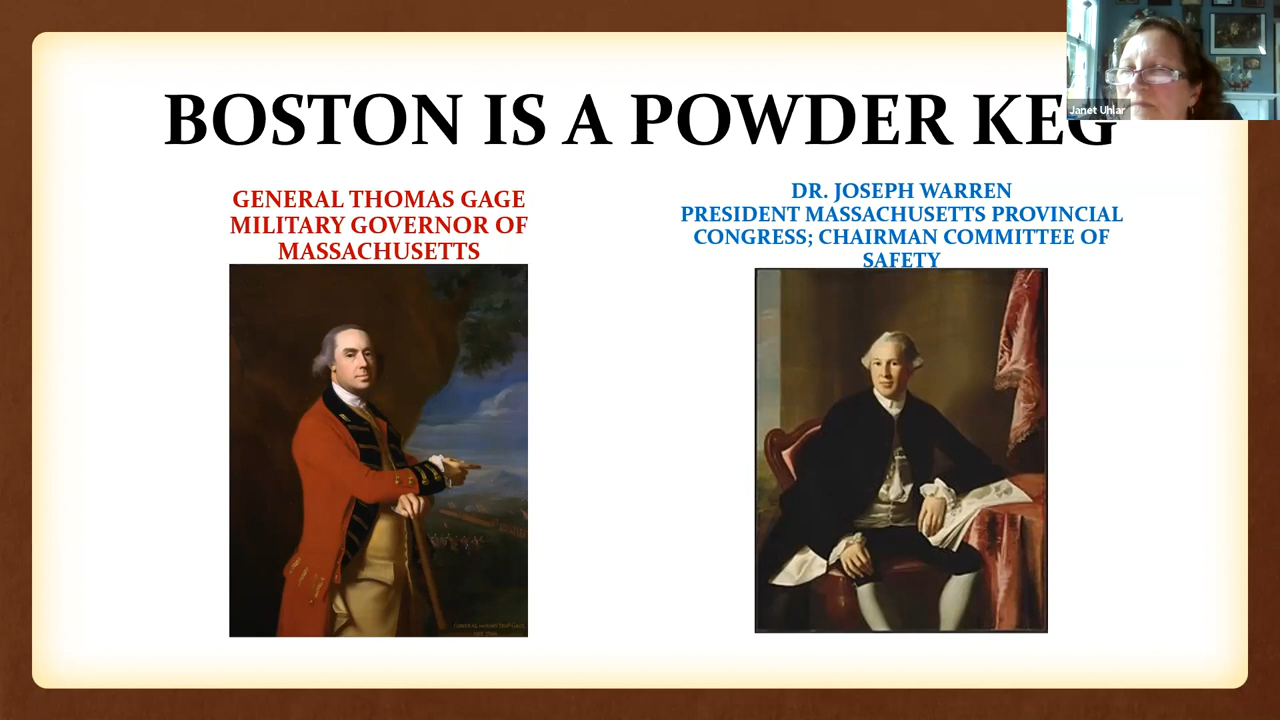 BOSTON IS A POWDER KEG
Janet Uhlar
GENERAL THOMAS GAGE
MILITARY GOVERNOR OF
MASSACHUSETTS
DR. JOSEPH WARREN
PRESIDENT MASSACHUSETTS PROVINCIAL
CONGRESS; CHAIRMAN COMMITTEE OF
SAFETY